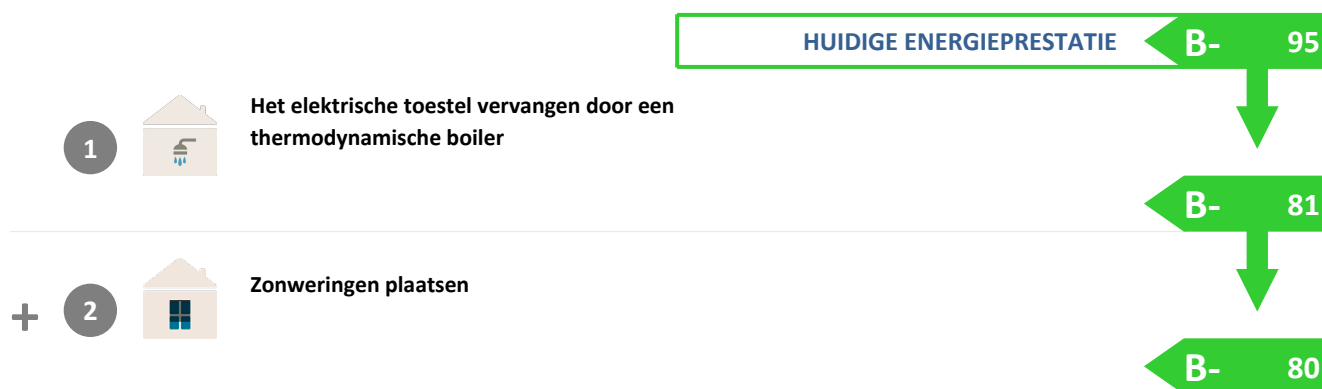 HUIDIGE ENERGIEPRESTATIE B- 95
1 Het elektrische toestel vervangen door een
thermodynamische boiler
B- 81
+ 2 Zonweringen plaatsen
B- 80